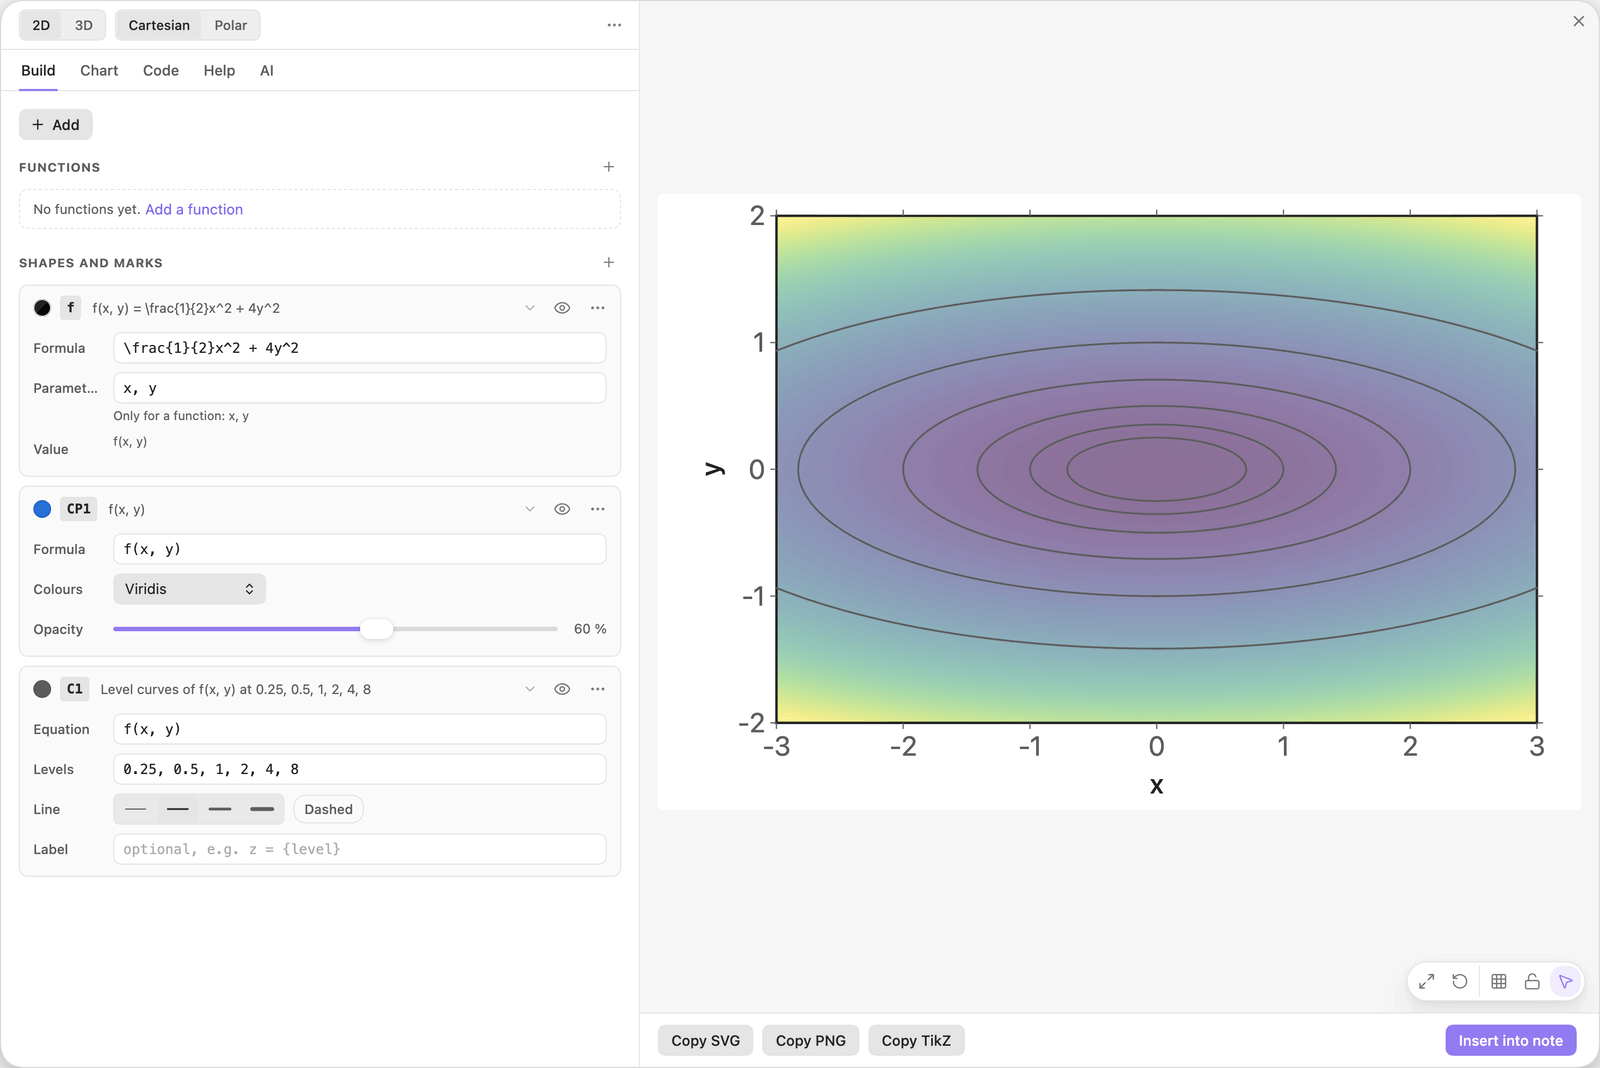 2D 3D Cartesian Polar
Build Chart Code Help AI
+ Add
FUNCTIONS
No functions yet. Add a function
SHAPES AND MARKS
f f(x, y) = \frac{1}{2}x^2 + 4y^2
Formula \frac{1}{2}x^2 + 4y^2
Paramet... x, y
Only for a function: x, y
Value f(x, y)
CP1 f(x, y)
Formula f(x, y)
Colours Viridis
Opacity 60 %
C1 Level curves of f(x, y) at 0.25, 0.5, 1, 2, 4, 8
Equation f(x, y)
Levels 0.25, 0.5, 1, 2, 4, 8
Line Dashed
Label optional, e.g. z = {level}
2
1
y 0
-1
-2
-3 -2 -1 0 1 2 3
x
Copy SVG Copy PNG Copy TikZ Insert into note